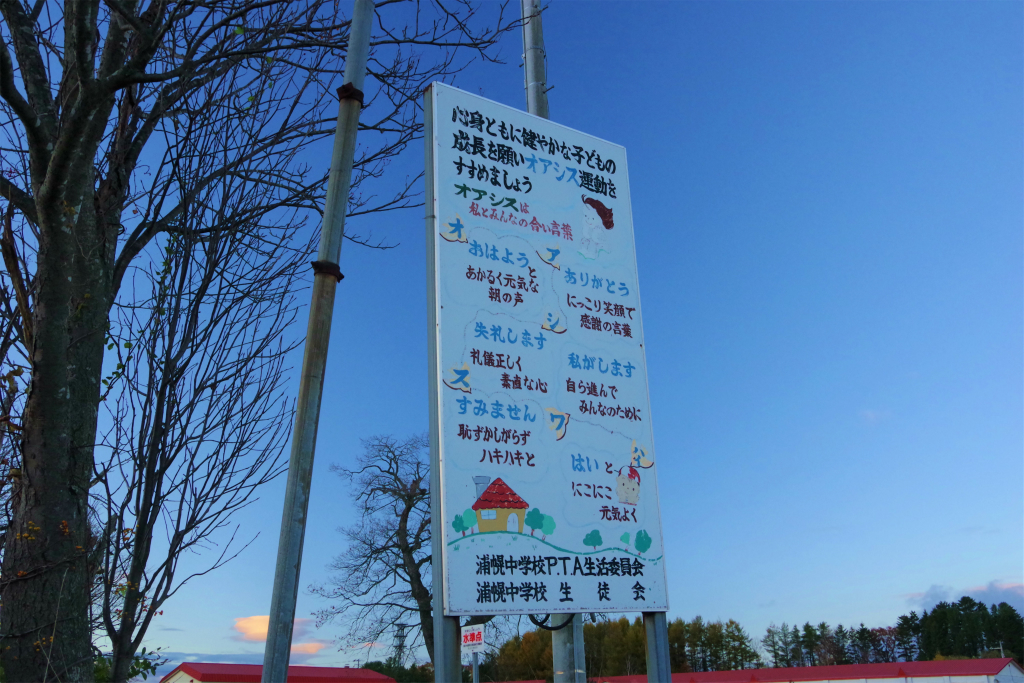 心身ともに健やかな子どもの
成長を願いオアシス運動を
すすめましょう
オアシスは
私とみんなの合い言葉
オ
おはようと
あかるく元気な
朝の声
ア
ありがとう
にっこり笑顔で
感謝の言葉
シ
失礼します
礼儀正しく
素直な心
私がします
自ら進んで
みんなのために
ス
すみません
恥ずかしがらず
ハキハキと
ワ
イ
はいとっ
にこにこ
元気よく
浦幌中学校P.T.A生活委員会
浦幌中学校 生徒会
水準点